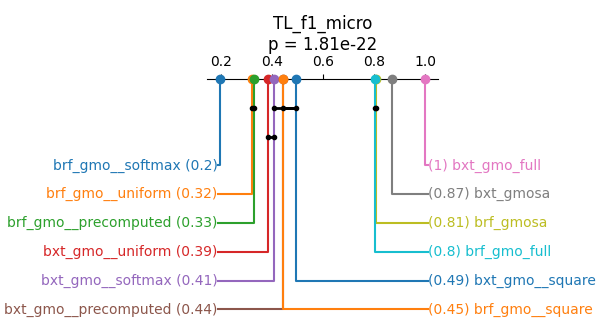 TL_f1_micro
p = 1.81e-22
0.2 0.4 0.6 0.8 1.0
brf_gmo__softmax (0.2) (1) bxt_gmo_full
brf_gmo__uniform (0.32) (0.87) bxt_gmosa
brf_gmo__precomputed (0.33) (0.81) brf_gmosa
bxt_gmo__uniform (0.39) (0.8) brf_gmo_full
bxt_gmo__softmax (0.41) (0.49) bxt_gmo__square
bxt_gmo__precomputed (0.44) (0.45) brf_gmo__square